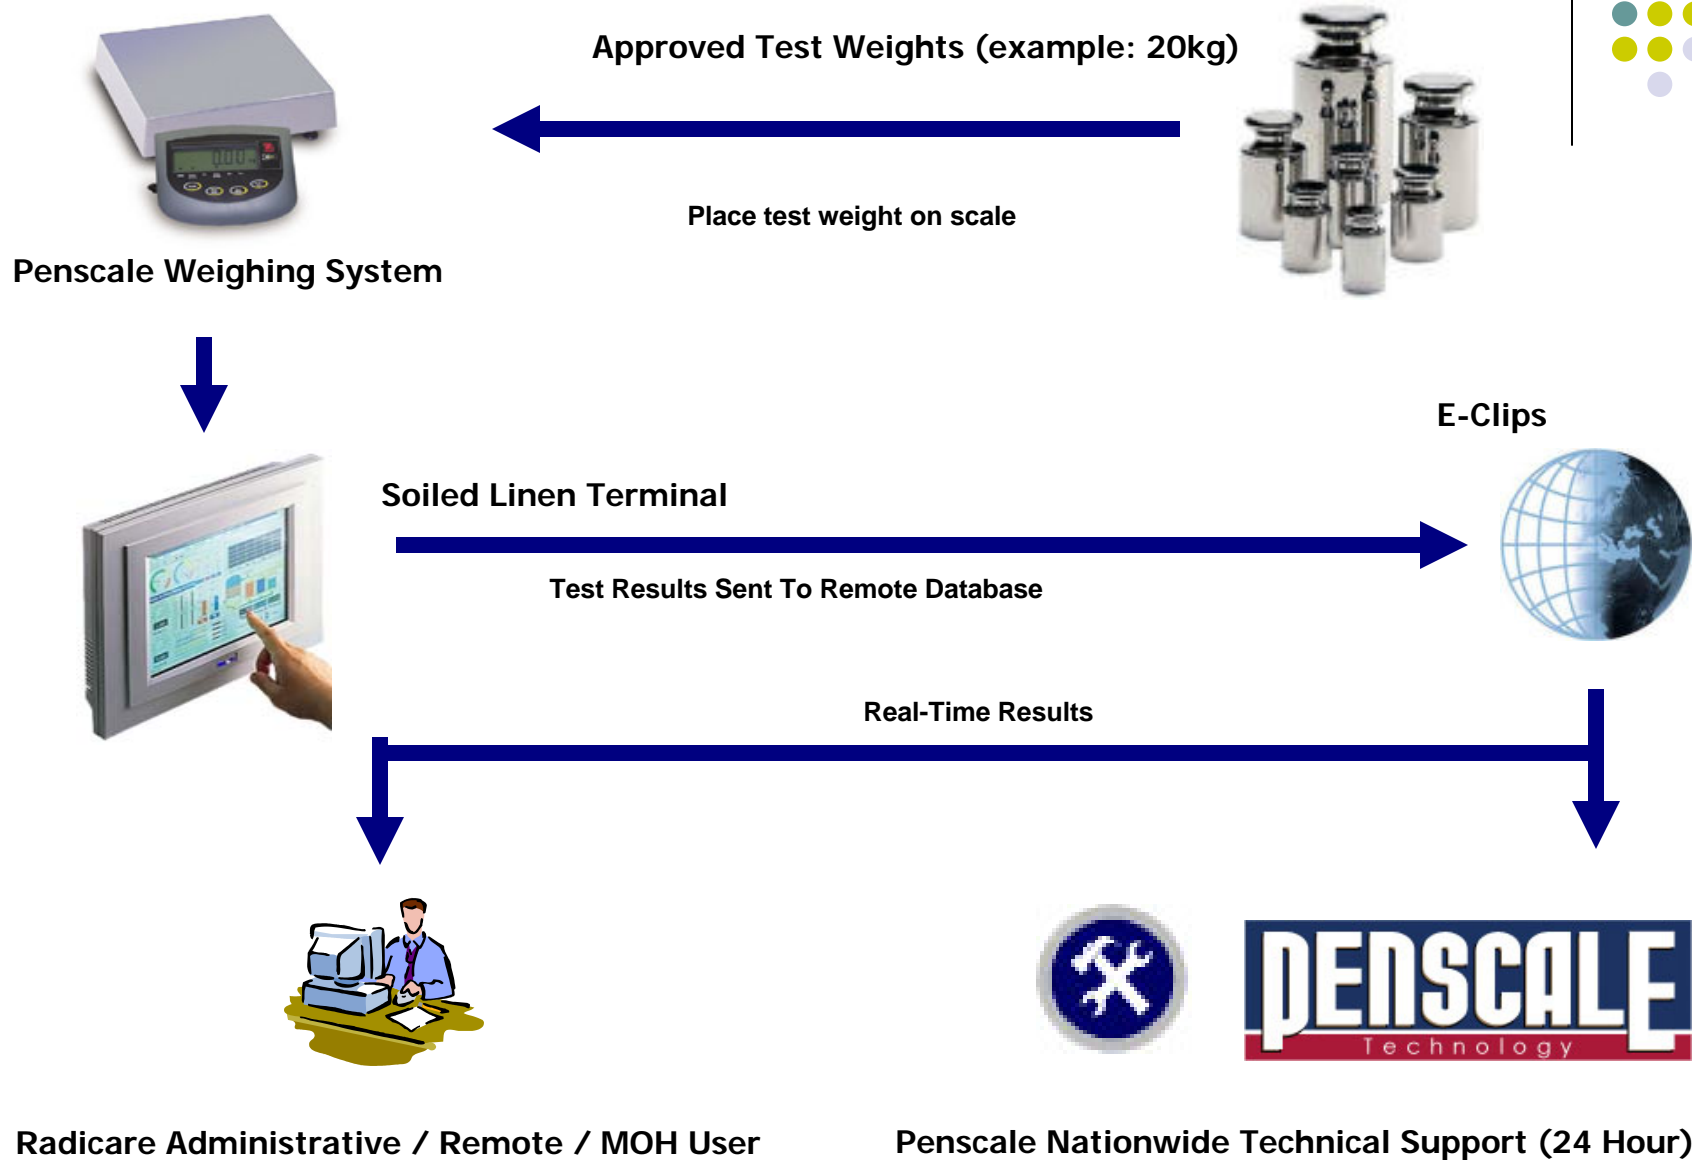 Approved Test Weights (example: 20kg)
0.00
Place test weight on scale
Penscale Weighing System
E-Clips
Soiled Linen Terminal
Test Results Sent To Remote Database
Real-Time Results
PENSCALE
Technology
Radicare Administrative / Remote / MOH User
Penscale Nationwide Technical Support (24 Hour)